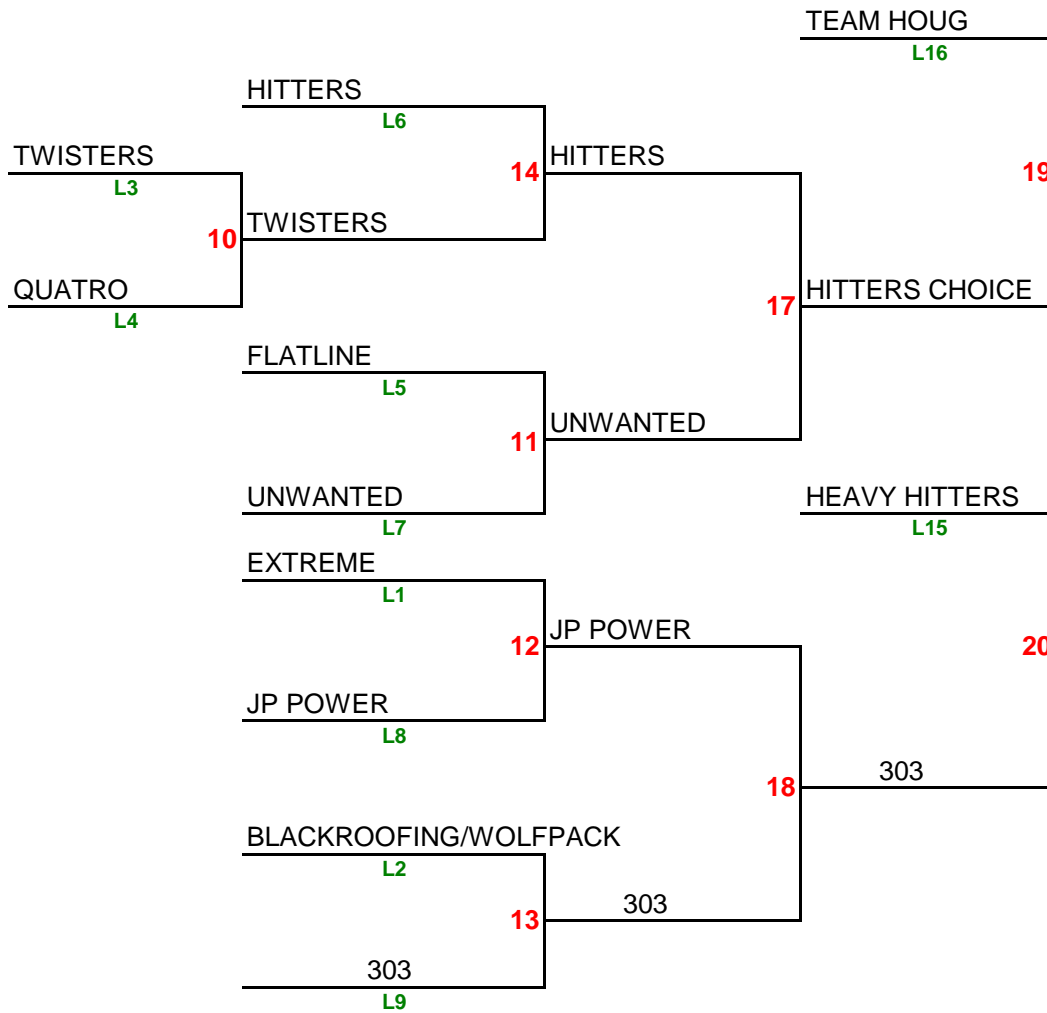 TEAM HOUG
L16
HITTERS
L6
TWISTERS
L3
14
HITTERS
19
10
TWISTERS
QUATRO
L4
17
HITTERS CHOICE
FLATLINE
L5
11
UNWANTED
UNWANTED
L7
HEAVY HITTERS
L15
EXTREME
L1
12
JP POWER
20
JP POWER
L8
18
303
BLACKROOFING/WOLFPACK
L2
13
303
303
L9